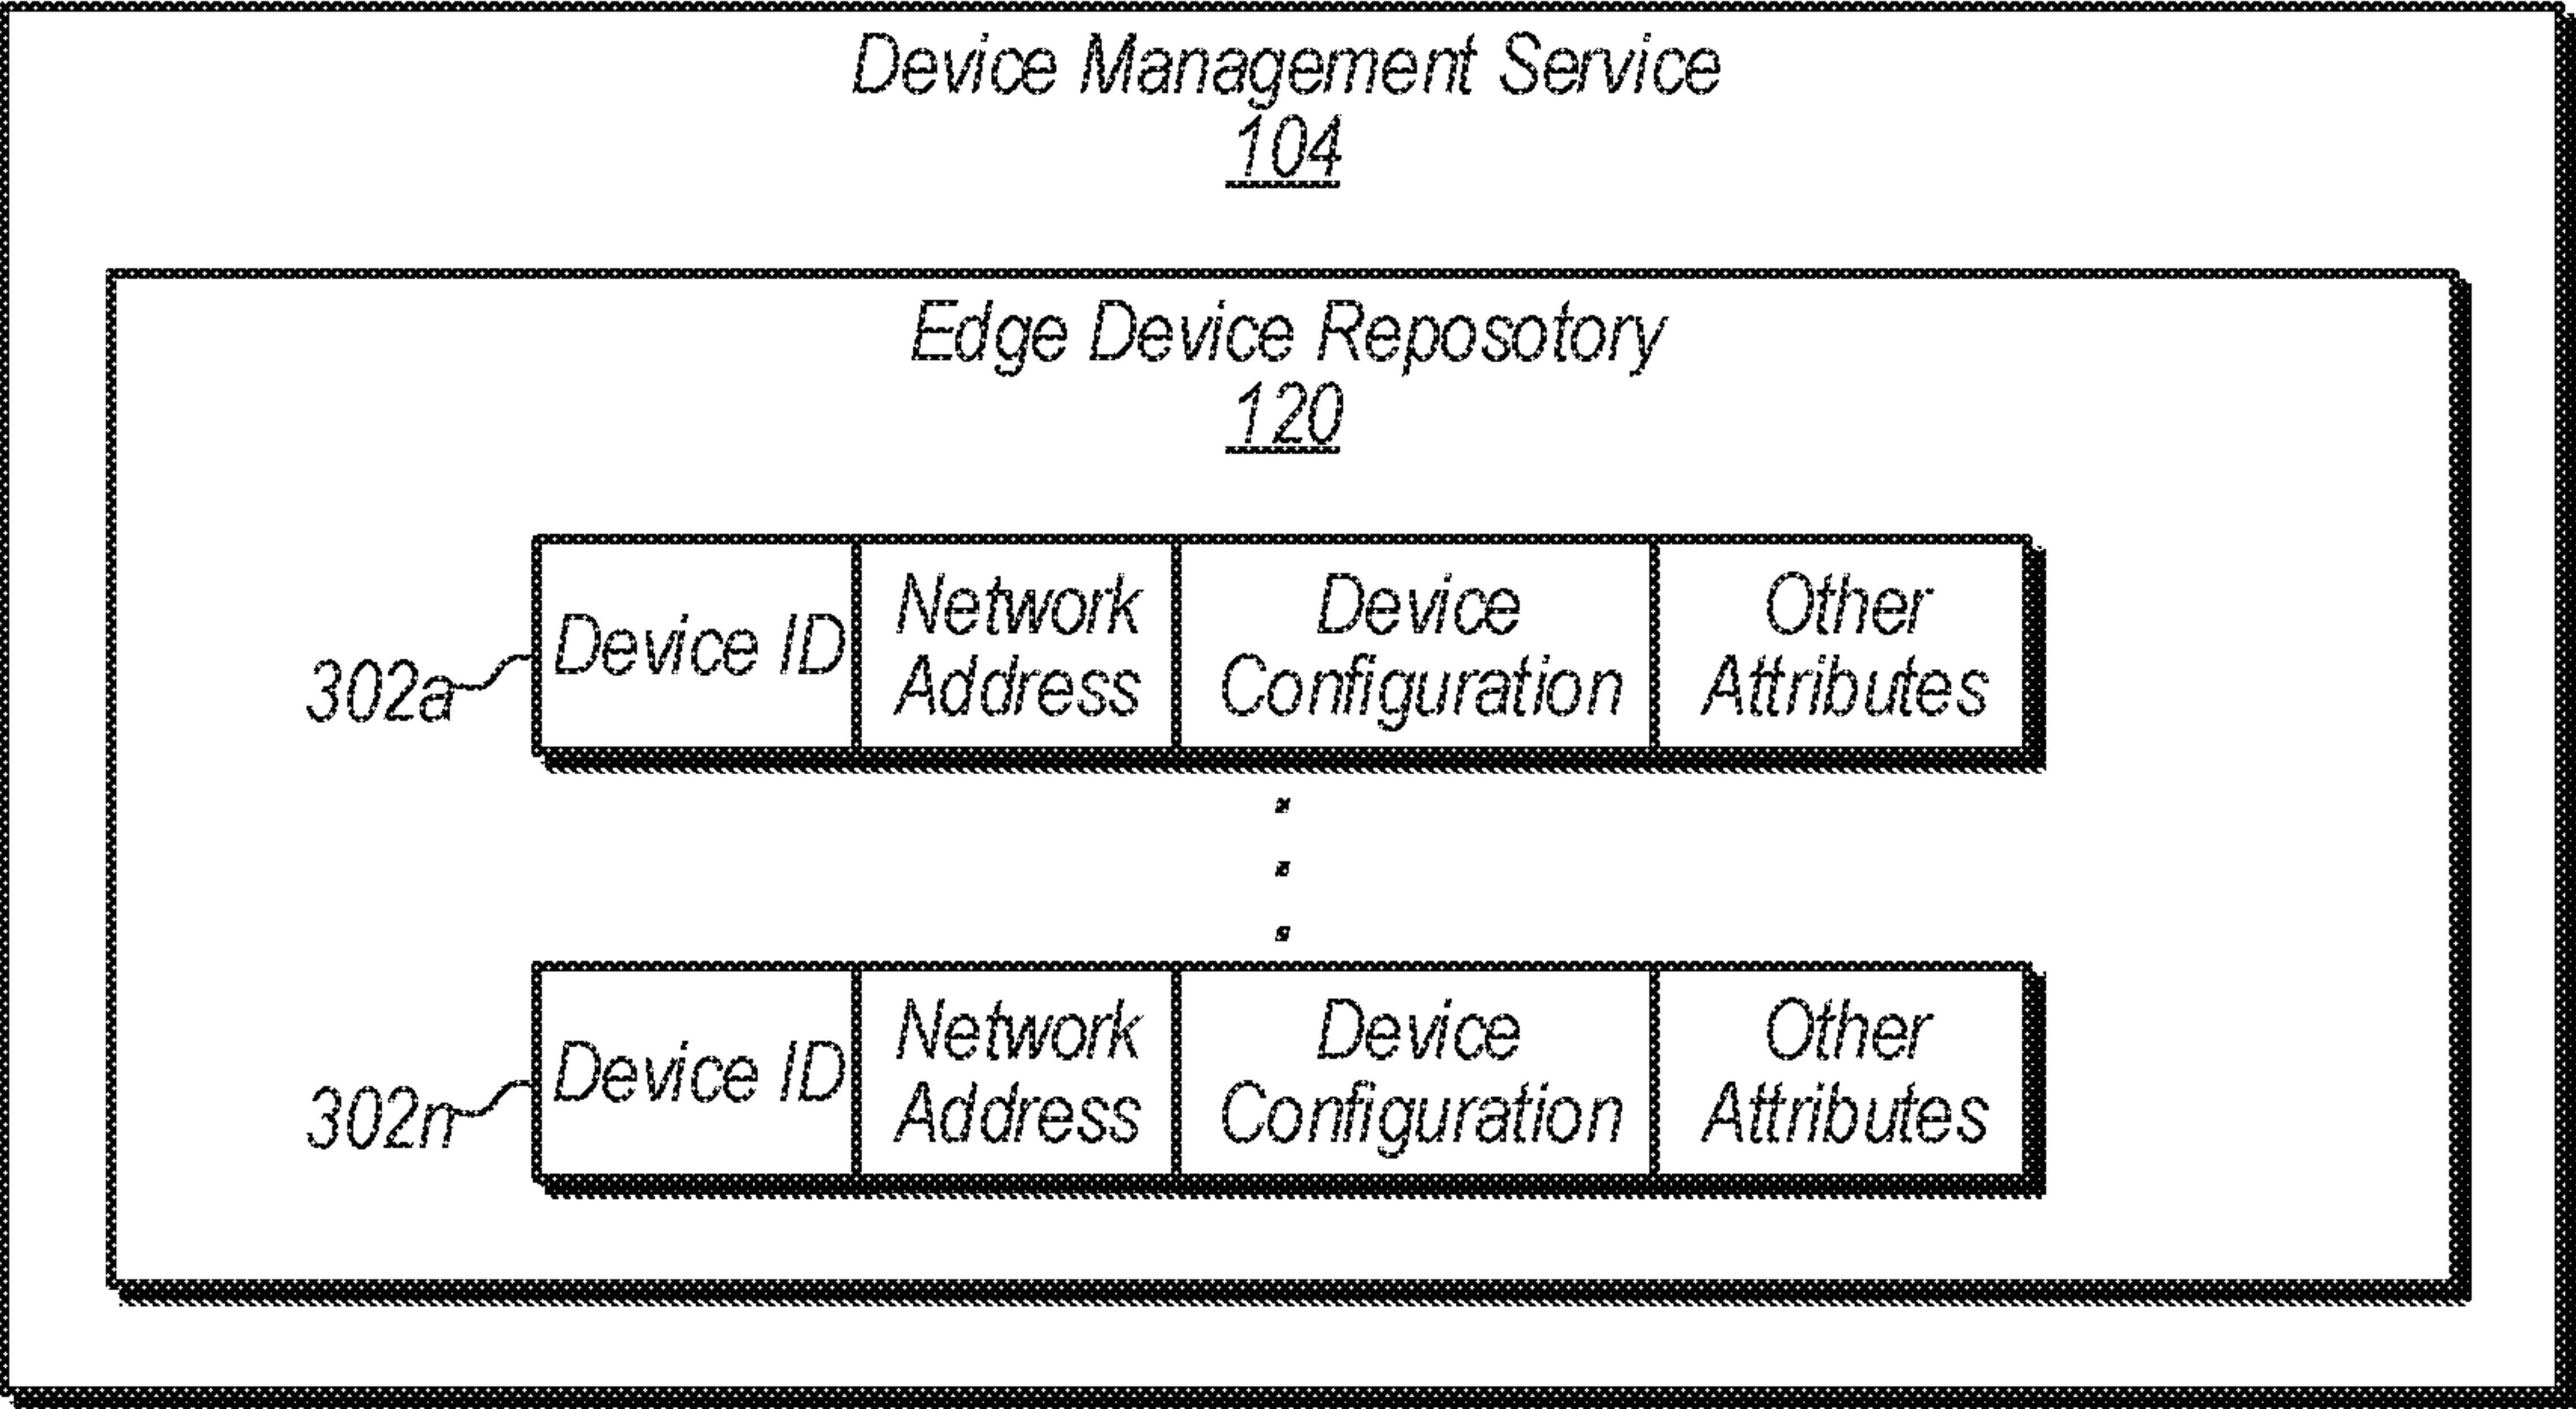 Device Management Service
104
Edge Device Reposotory
120
302a
Device ID
Network
Address
Device
Configuration
Other
Attributes
302n
Device ID
Network
Address
Device
Configuration
Other
Attributes